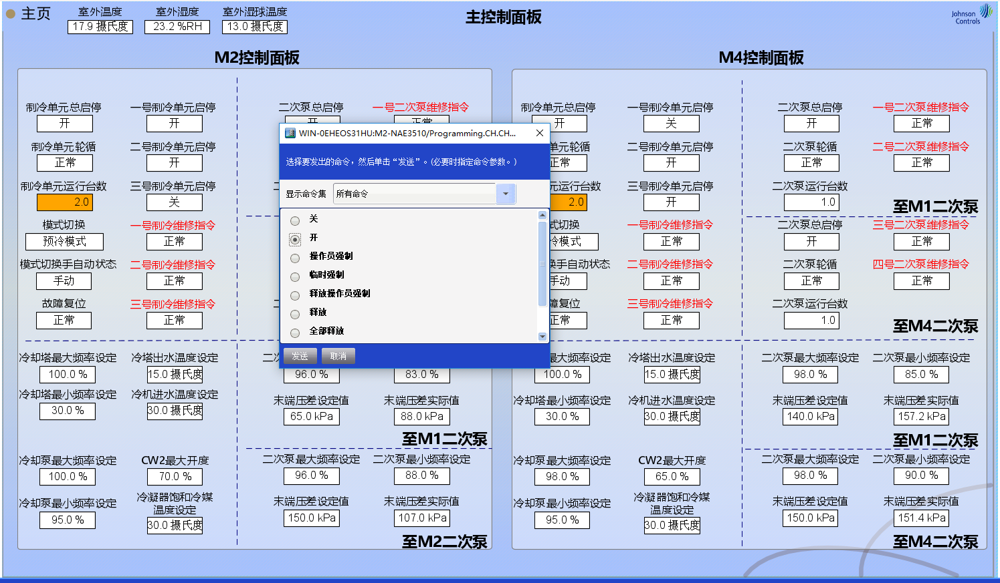 主页
室外温度
17.9 摄氏度
室外湿度
23.2 %RH
室外湿球温度
13.0 摄氏度
主控制面板
Johnson
Controls
M2控制面板
制冷单元总启停
开
一号制冷单元启停
开
二次泵总启停
一号二次泵维修指令
制冷单元轮循
正常
二号制冷单元启停
开
制冷单元运行台数
2.0
三号制冷单元启停
关
模式切换
预冷模式
一号制冷维修指令
正常
模式切换手自动状态
手动
二号制冷维修指令
正常
故障复位
正常
三号制冷维修指令
正常
WIN-0EHEOS31HU:M2-NAE3510/Programming.CH.CH...
选择要发出的命令，然后单击“发送”。(必要时指定命令参数。)
显示命令集
所有命令
关
开
操作员强制
临时强制
释放操作员强制
释放
全部释放
发送
取消
冷却塔最大频率设定
100.0 %
冷塔出水温度设定
15.0 摄氏度
96.0 %
83.0 %
冷却塔最小频率设定
30.0 %
冷机进水温度设定
30.0 摄氏度
末端压差设定值
65.0 kPa
末端压差实际值
88.0 kPa
至M1二次泵
冷却泵最大频率设定
100.0 %
CW2最大开度
70.0 %
二次泵最大频率设定
96.0 %
二次泵最小频率设定
88.0 %
冷却泵最小频率设定
95.0 %
冷凝器饱和冷媒
温度设定
30.0 摄氏度
末端压差设定值
150.0 kPa
末端压差实际值
107.0 kPa
至M2二次泵
M4控制面板
制冷单元总启停
开
一号制冷单元启停
关
二次泵总启停
开
一号二次泵维修指令
正常
元轮循
正常
二号制冷单元启停
开
二次泵轮循
正常
二号二次泵维修指令
正常
元运行台数
2.0
三号制冷单元启停
开
二次泵运行台数
1.0
至M1二次泵
式切换
冷模式
一号制冷维修指令
正常
二次泵总启停
开
三号二次泵维修指令
正常
换手自动状态
手动
二号制冷维修指令
正常
二次泵轮循
正常
四号二次泵维修指令
正常
障复位
正常
三号制冷维修指令
正常
二次泵运行台数
1.0
至M4二次泵
最大频率设定
100.0 %
冷塔出水温度设定
15.0 摄氏度
二次泵最大频率设定
98.0 %
二次泵最小频率设定
85.0 %
冷却塔最小频率设定
30.0 %
冷机进水温度设定
30.0 摄氏度
末端压差设定值
140.0 kPa
末端压差实际值
157.2 kPa
至M1二次泵
冷却泵最大频率设定
98.0 %
CW2最大开度
65.0 %
二次泵最大频率设定
98.0 %
二次泵最小频率设定
90.0 %
冷却泵最小频率设定
95.0 %
冷凝器饱和冷媒
温度设定
30.0 摄氏度
末端压差设定值
150.0 kPa
末端压差实际值
151.4 kPa
至M4二次泵